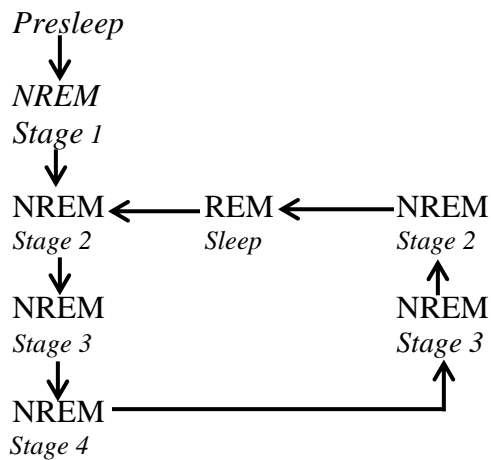 Presleep
NREM
Stage 1
NREM REM NREM
Stage 2 Sleep Stage 2
NREM NREM
Stage 3 Stage 3
NREM
Stage 4